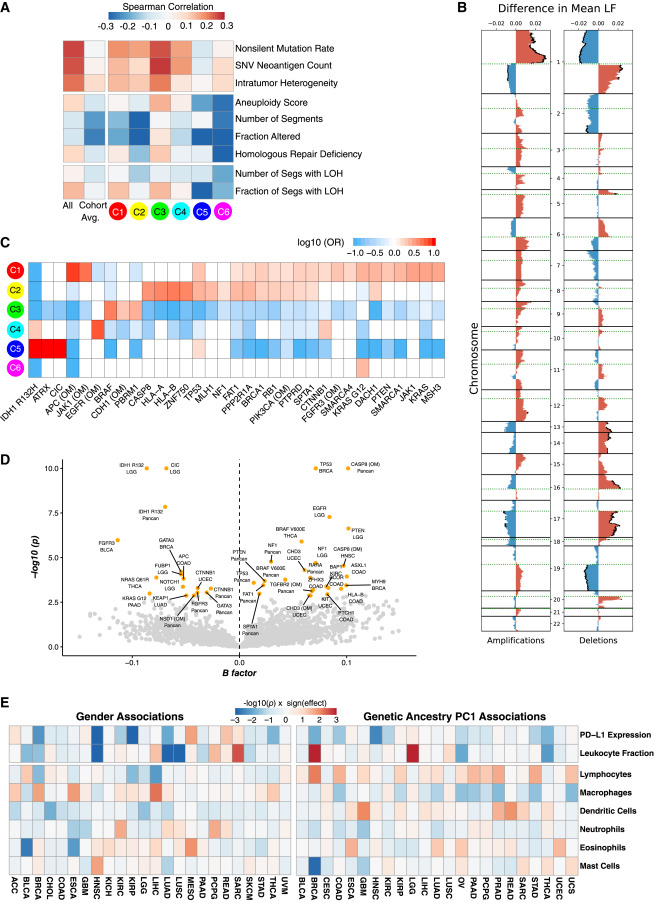 A
Spearman Correlation
-0.3 -0.2 0 0.2 0.3
Nonsilent Mutation Rate
SNV Neoantigen Count
Intratumor Heterogeneity
Aneuploidy Score
Number of Segments
Fraction Altered
Homologous Repair Deficiency
Number of Segs with LOH
Fraction of Segs with LOH
All Cohort Avg. C1 C2 C3 C4 C5 C6
B
Difference in Mean LF
-0.02 0.00 0.02 -0.02 0.00 0.02
Chromosome
1
2
3
4
5
6
7
8
9
10
11
12
13
14
15
16
17
18
19
20
21
22
Amplifications Deletions
C
log10 (OR)
-1.0 -0.5 0.0 0.5 1.0
C1
C2
C3
C4
C5
C6
IDH1 R132H
ATRX
CIC
APC (OM)
JAK1 (OM)
EGFR (OM)
BRAF
CDH1 (OM)
PBRM1
CASP8
HLA-A
HLA-B
ZNF750
TP53
MLH1
NF1
FAT1
PPP2R1A
BRCA1
RB1
PIK3CA (OM)
PTPRD
SPTA1
CTNNB1
FGFR3 (OM)
SMARCA4
KRAS G12
DACH1
PTEN
SMARCA1
JAK1
KRAS
MSH3
D
-log10 (p)
10.0
7.5
5.0
2.5
0.0
-0.1 0.0 0.1
B factor
IDH1 R132 LGG
CIC LGG
TP53 BRCA
CASP8 (OM) Pancan
IDH1 R132 Pancan
EGFR LGG
PTEN LGG
FGFR3 BLCA
GATA3 BRCA
APC COAD
BRAF V600E THCA
NF1 Pancan
CHD3 UCEC
NF1 LGG
CASP8 (OM) HNSC
FUBP1 LGG
CTNNB1 UCEC
PTEN Pancan
BRAF V600E Pancan
RARA Pancan
BAP1 KIRC
ASXL1 COAD
NRAS Q61R THCA
NOTCH1 LGG
TP53 Pancan
TGFBR2 (OM) Pancan
ZFHX3 COAD
BCOR COAD
MYH9 BRCA
KRAS G12 PAAD
KEAP1 LUAD
FGFR3 Pancan
CTNNB1 Pancan
GATA3 Pancan
FAT1 Pancan
NSD1 (OM) Pancan
SPTA1 Pancan
CHD3 (OM) UCEC
KIT UCEC
PTCH1 COAD
HLA-B COAD
E
-log10(p) x sign(effect)
-3 -2 -1 0 1 2 3
Gender Associations
Genetic Ancestry PC1 Associations
PD-L1 Expression
Leukocyte Fraction
Lymphocytes
Macrophages
Dendritic Cells
Neutrophils
Eosinophils
Mast Cells
ACC BLCA BRCA CHOL COAD ESCA GBM HNSC KICH KIRC KIRP LGG LIHC LUAD LUSC MESO PAAD PCPG READ SARC SKCM STAD THCA UVM
BLCA BRCA CESC COAD ESCA GBM HNSC KIRC KIRP LGG LIHC LUAD LUSC OV PAAD PCPG PRAD READ SARC STAD THCA UCEC UCS